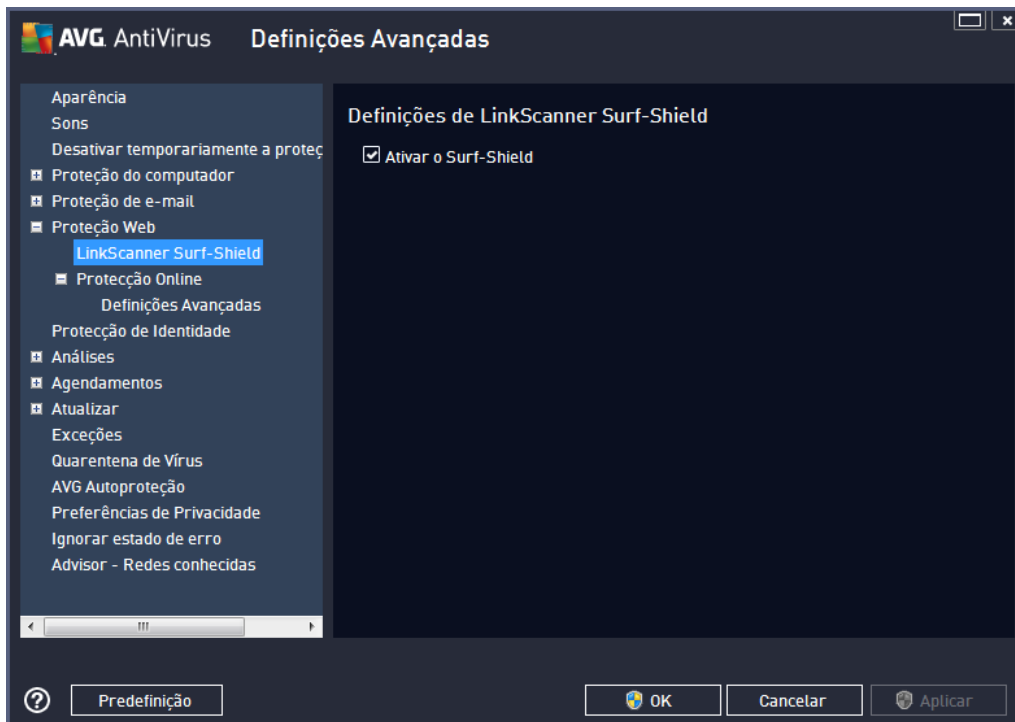 AVG AntiVirus Definições Avançadas
Aparência
Sons
Desativar temporariamente a proteç
Proteção do computador
Proteção de e-mail
Proteção Web
LinkScanner Surf-Shield
Protecção Online
Definições Avançadas
Protecção de Identidade
Análises
Agendamentos
Atualizar
Exceções
Quarentena de Vírus
AVG Autoproteção
Preferências de Privacidade
Ignorar estado de erro
Advisor - Redes conhecidas
Definições de LinkScanner Surf-Shield
Ativar o Surf-Shield
Predefinição
OK
Cancelar
Aplicar